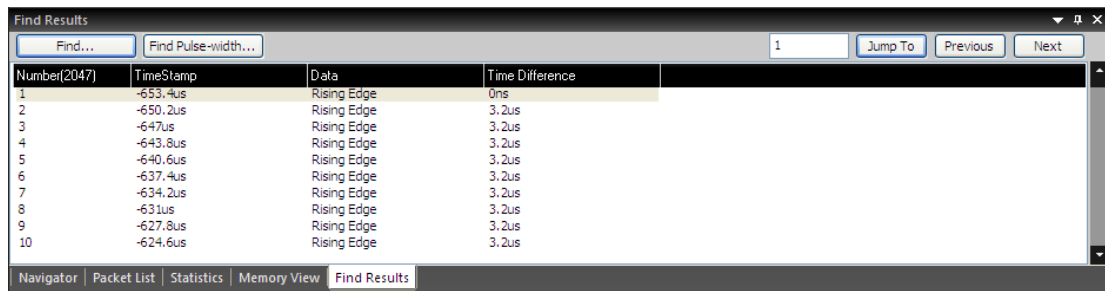 Find Results
Find... Find Pulse-width... 1 Jump To Previous Next
Number(2047) TimeStamp Data Time Difference
1 -653.4us Rising Edge 0ns
2 -650.2us Rising Edge 3.2us
3 -647us Rising Edge 3.2us
4 -643.8us Rising Edge 3.2us
5 -640.6us Rising Edge 3.2us
6 -637.4us Rising Edge 3.2us
7 -634.2us Rising Edge 3.2us
8 -631us Rising Edge 3.2us
9 -627.8us Rising Edge 3.2us
10 -624.6us Rising Edge 3.2us
Navigator Packet List Statistics Memory View Find Results